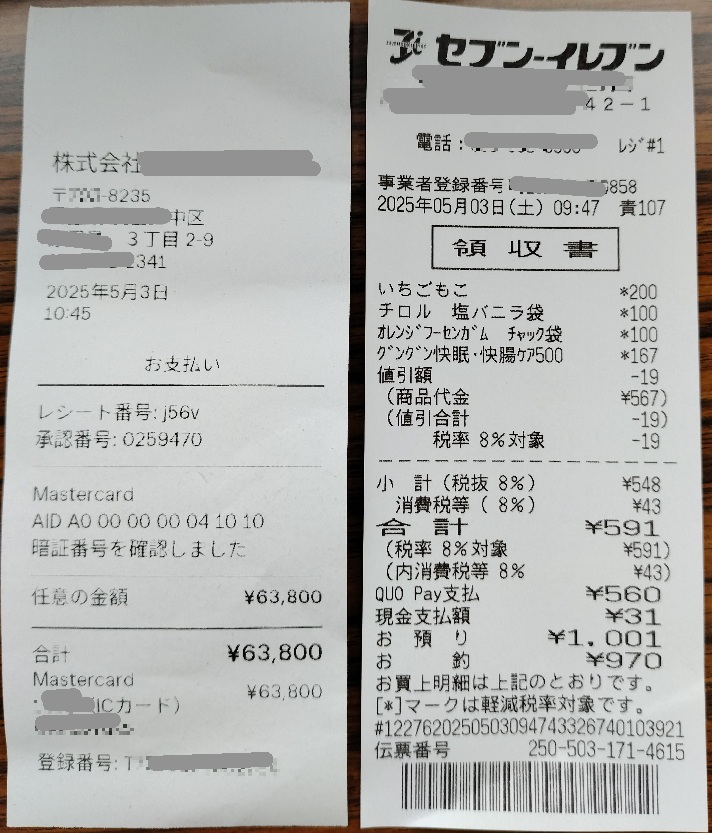 株式会社
〒 -8235
中区
3丁目 2-9
2341
2025年5月3日
10:45
お支払い
レシート番号: j56v
承認番号: 0259470
Mastercard
AID A0 00 00 00 04 10 10
暗証番号を確認しました
任意の金額 ¥63,800
合計 ¥63,800
Mastercard ¥63,800
ICカード）
登録番号: T
セブン-イレブン
42-1
電話: ﾚｼﾞ#1
事業者登録番号 6858
2025年05月03日(土) 09:47 責107
領収書
いちごもこ *200
チロル 塩バニラ袋 *100
ｵﾚﾝｼﾞﾌｰｾﾝｶﾞﾑ ﾁｬｯｸ袋 *100
ｸﾞﾝｸﾞﾝ快眠・快腸ｹｱ500 *167
値引額 -19
(商品代金 ¥567)
(値引合計 -19)
税率 8%対象 -19
小 計(税抜 8%) ¥548
消費税等( 8%) ¥43
合 計 ¥591
(税率 8%対象 ¥591)
(内消費税等 8% ¥43)
QUO Pay支払 ¥560
現金支払額 ¥31
お 預 り ¥1,001
お 釣 ¥970
お買上明細は上記のとおりです。
[*]マークは軽減税率対象です。
#122762025050309474332674010392​1
伝票番号 250-503-171-4615